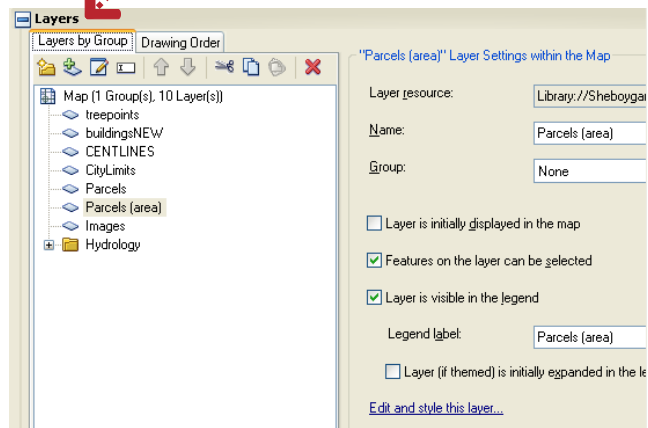 Layers
Layers by Group
Drawing Order
Map (1 Group(s), 10 Layer(s))
treepoints
buildingsNEW
CENTLINES
CityLimits
Parcels
Parcels (area)
Images
Hydrology
"Parcels (area)" Layer Settings within the Map
Layer resource: Library://Sheboygan
Name: Parcels (area)
Group: None
Layer is initially displayed in the map
Features on the layer can be selected
Layer is visible in the legend
Legend label: Parcels (area)
Layer (if themed) is initially expanded in the le
Edit and style this layer...